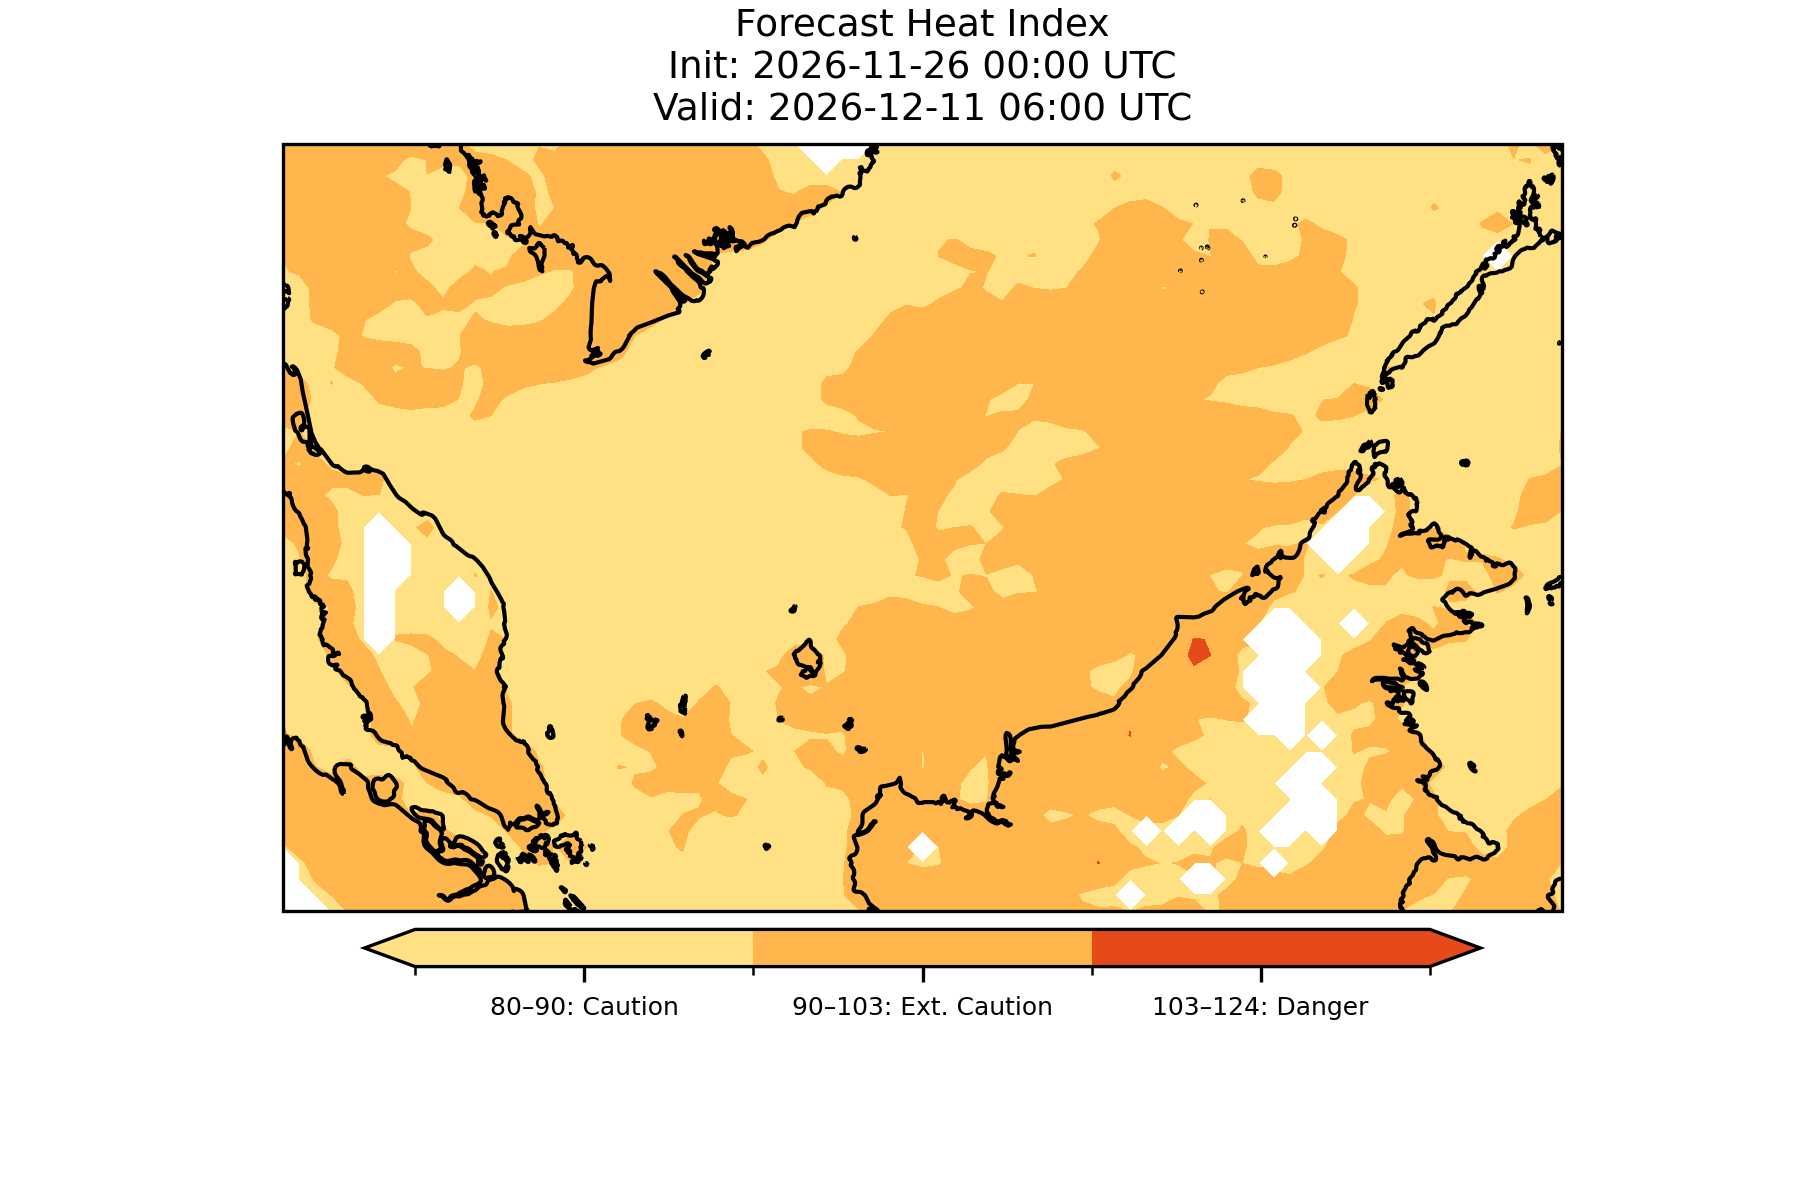 Forecast Heat Index
Init: 2026-11-26 00:00 UTC
Valid: 2026-12-11 06:00 UTC
80–90: Caution
90–103: Ext. Caution
103–124: Danger